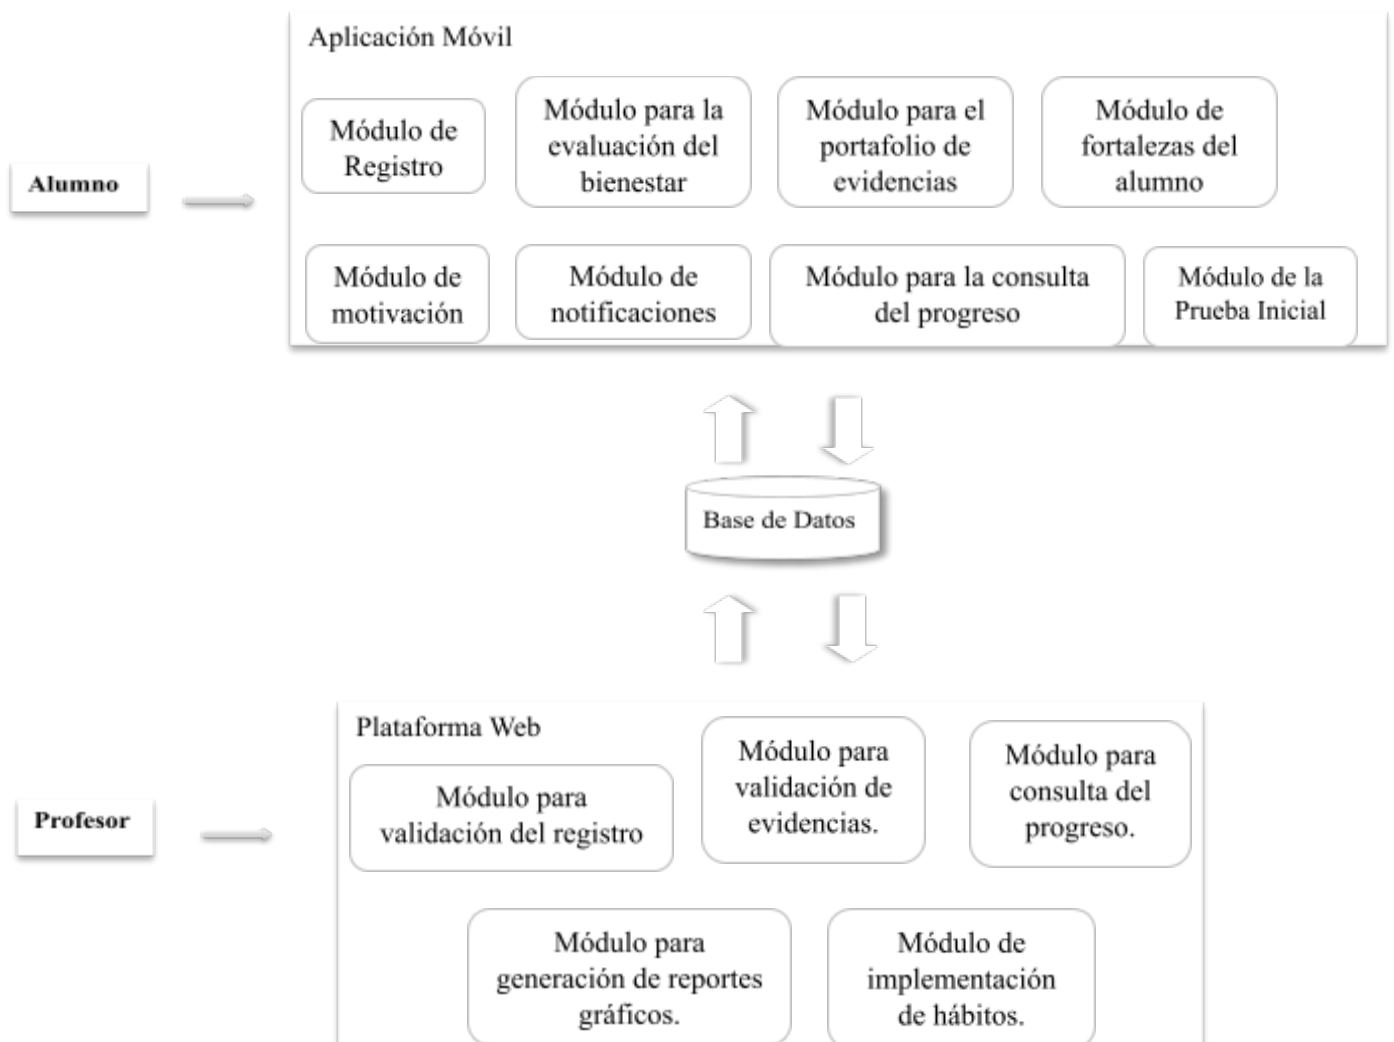 Aplicación Móvil
Alumno
Módulo de
Registro
Módulo para la
evaluación del
bienestar
Módulo para el
portafolio de
evidencias
Módulo de
fortalezas del
alumno
Módulo de
motivación
Módulo de
notificaciones
Módulo para la consulta
del progreso
Módulo de la
Prueba Inicial
Base de Datos
Plataforma Web
Profesor
Módulo para
validación del registro
Módulo para
validación de
evidencias.
Módulo para
consulta del
progreso.
Módulo para
generación de reportes
gráficos.
Módulo de
implementación
de hábitos.